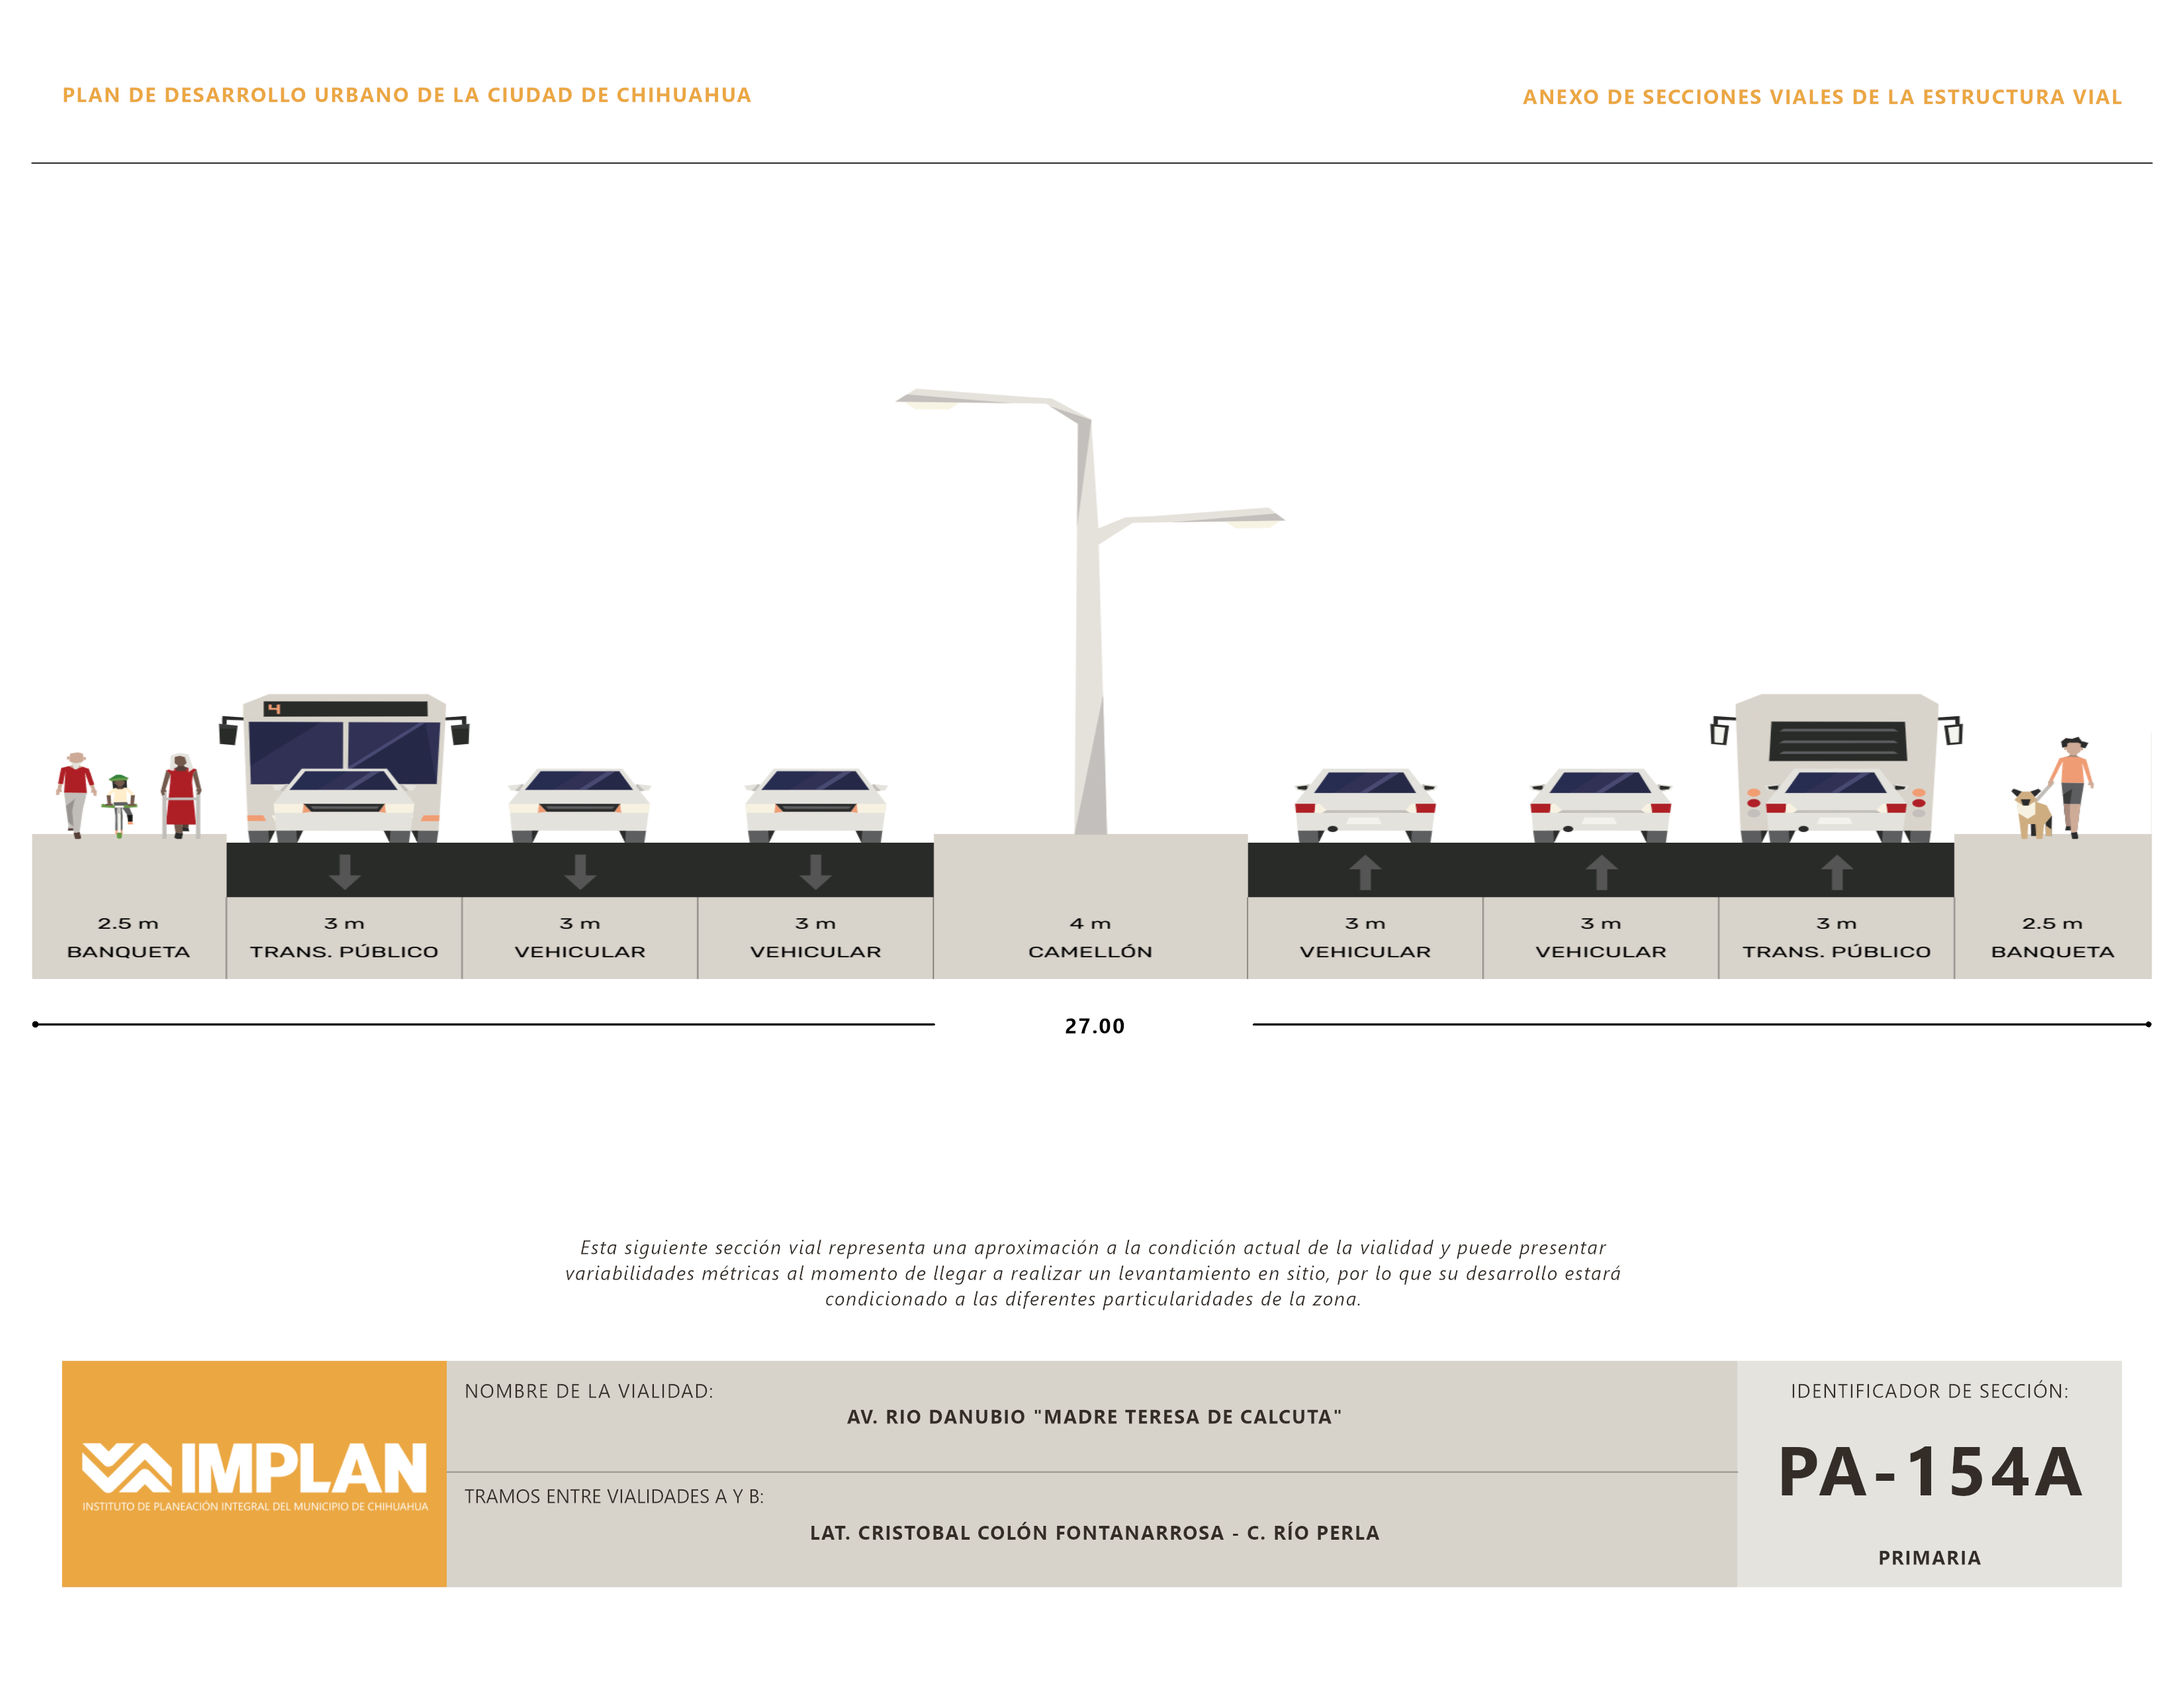 PLAN DE DESARROLLO URBANO DE LA CIUDAD DE CHIHUAHUA
ANEXO DE SECCIONES VIALES DE LA ESTRUCTURA VIAL
4
2.5 m
BANQUETA
3 m
TRANS. PÚBLICO
3 m
VEHICULAR
3 m
VEHICULAR
4 m
CAMELLÓN
3 m
VEHICULAR
3 m
VEHICULAR
3 m
TRANS. PÚBLICO
2.5 m
BANQUETA
27.00
Esta siguiente sección vial representa una aproximación a la condición actual de la vialidad y puede presentar
variabilidades métricas al momento de llegar a realizar un levantamiento en sitio, por lo que su desarrollo estará
condicionado a las diferentes particularidades de la zona.
IMPLAN
INSTITUTO DE PLANEACIÓN INTEGRAL DEL MUNICIPIO DE CHIHUAHUA
NOMBRE DE LA VIALIDAD:
AV. RIO DANUBIO "MADRE TERESA DE CALCUTA"
TRAMOS ENTRE VIALIDADES A Y B:
LAT. CRISTOBAL COLÓN FONTANARROSA - C. RÍO PERLA
IDENTIFICADOR DE SECCIÓN:
PA-154A
PRIMARIA